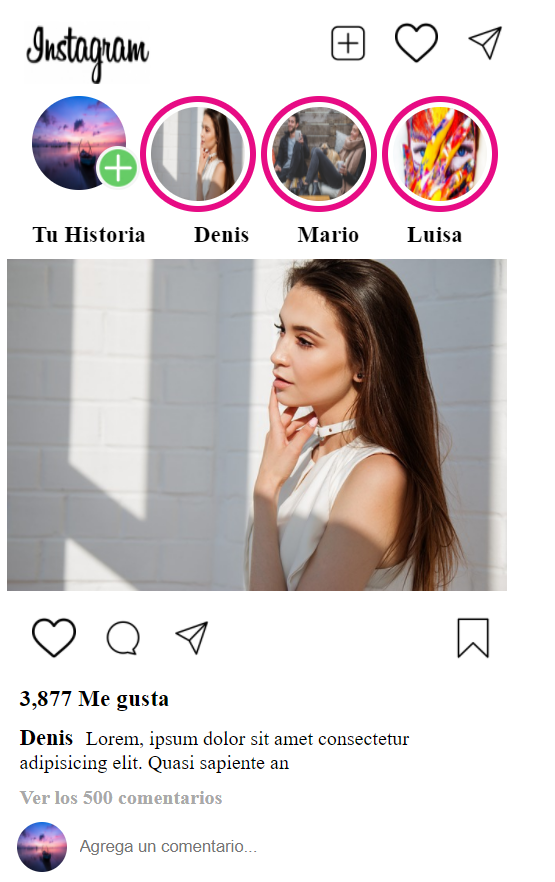 Instagram
Tu Historia Denis Mario Luisa
3,877 Me gusta
Denis Lorem, ipsum dolor sit amet consectetur
adipisicing elit. Quasi sapiente an
Ver los 500 comentarios
Agrega un comentario...